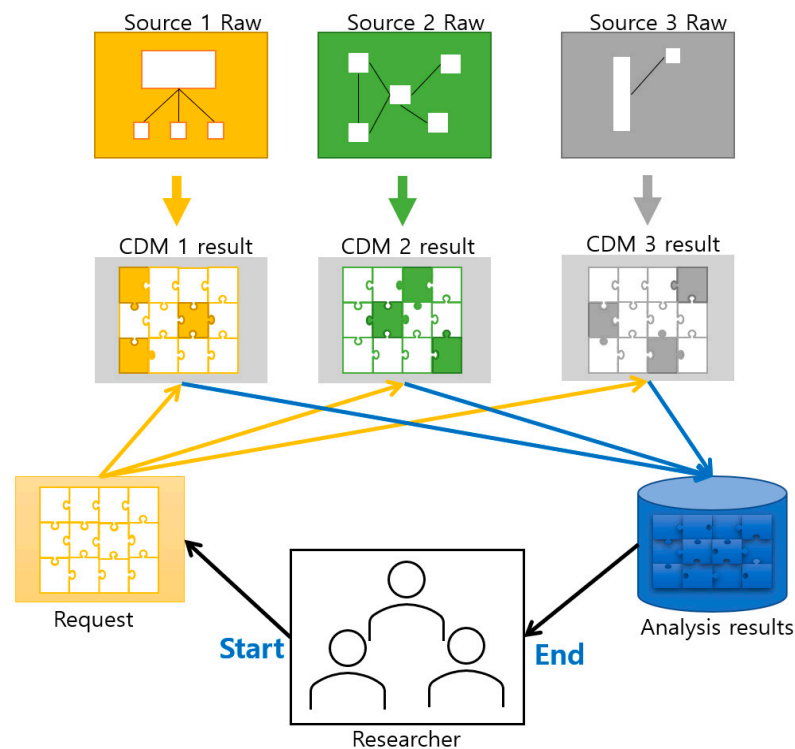 Source 1 Raw
Source 2 Raw
Source 3 Raw
CDM 1 result
CDM 2 result
CDM 3 result
Request
Start
End
Analysis results
Researcher